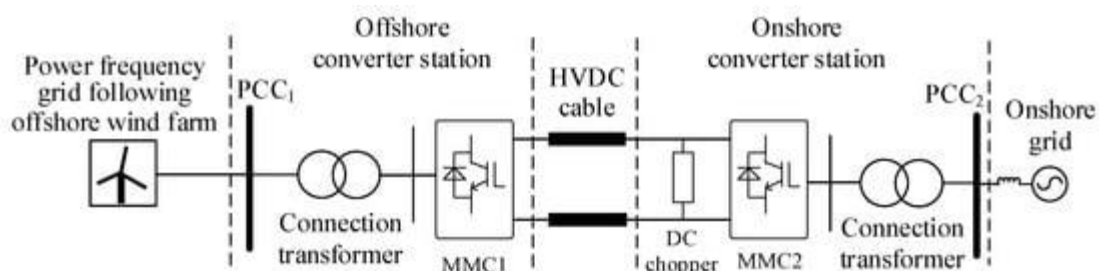 Power frequency
grid following
offshore wind farm
PCC1
Offshore
converter station
Connection
transformer
MMC1
HVDC
cable
Onshore
converter station
DC
chopper
MMC2
PCC2
Connection
transformer
Onshore
grid